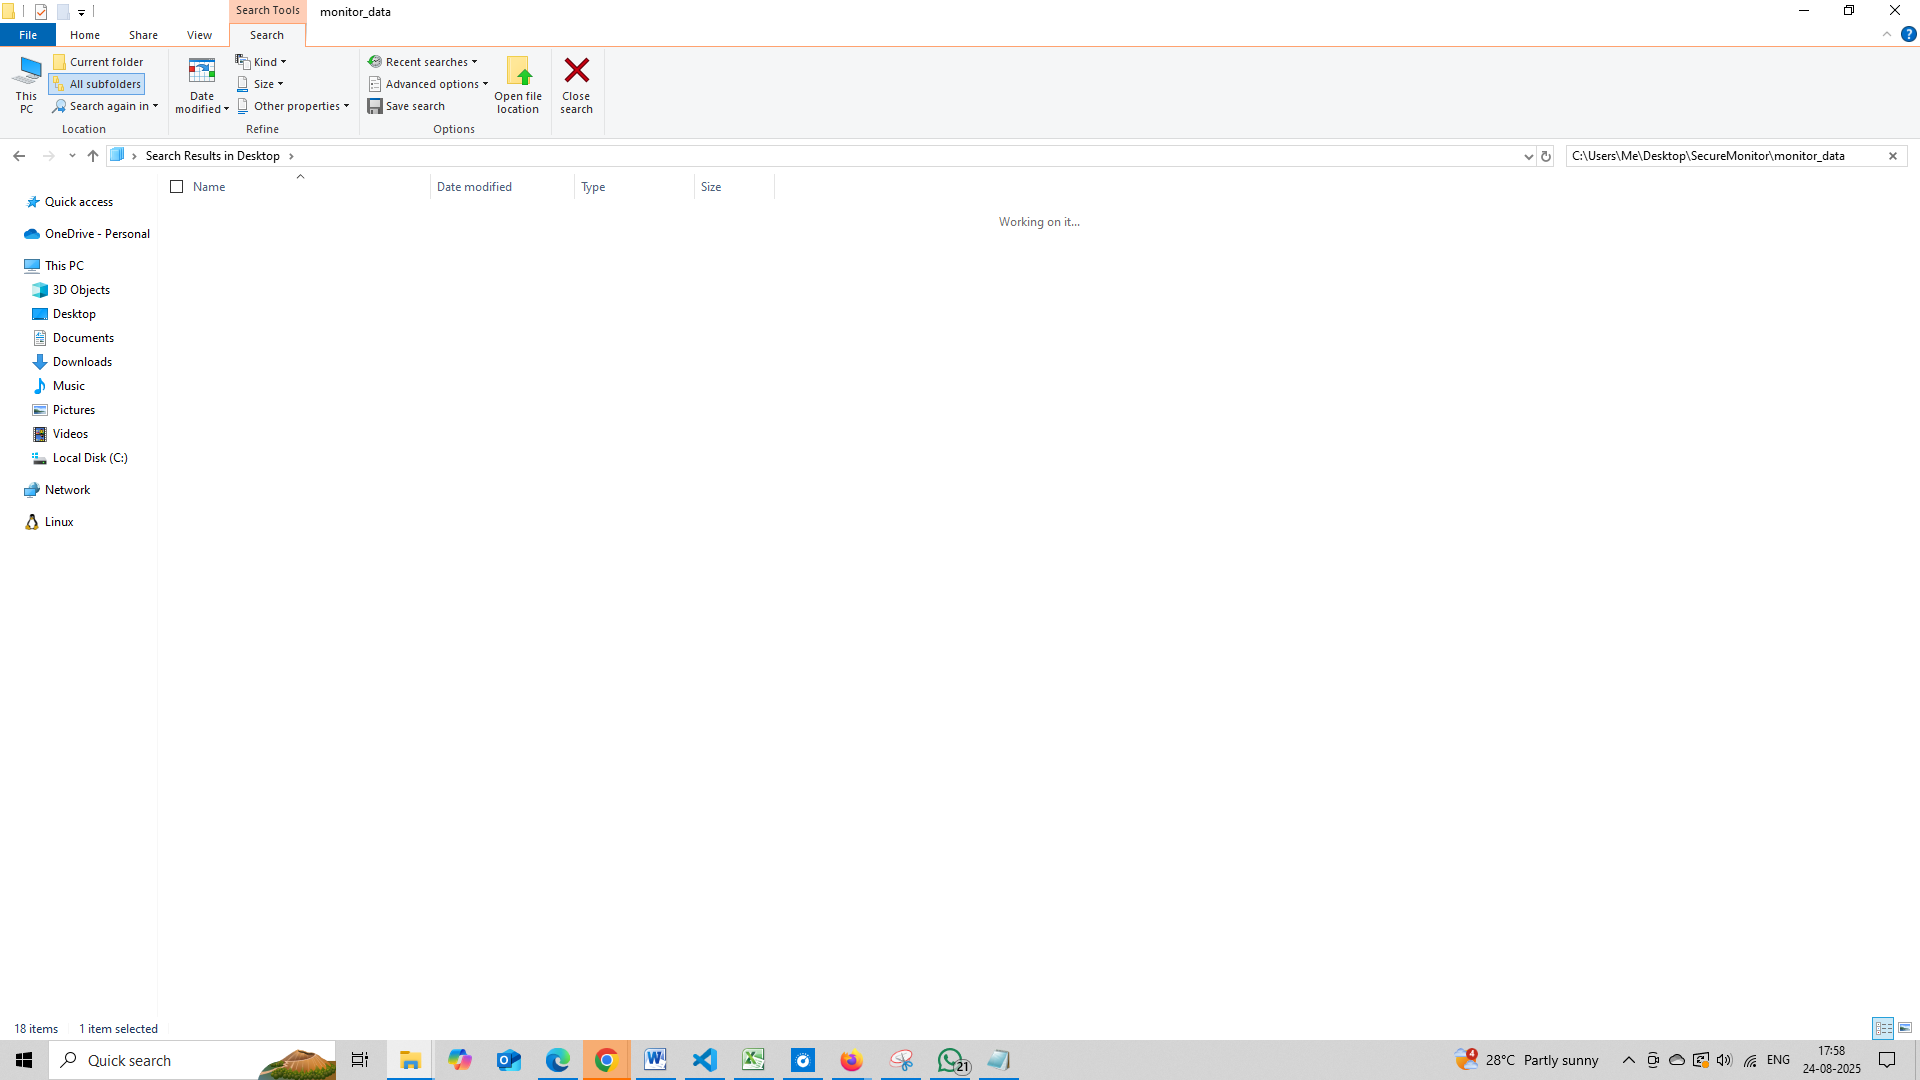 Search Tools
monitor_data
File
Home
Share
View
Search
This PC
Current folder
All subfolders
Search again in
Location
Date modified
Kind
Size
Other properties
Refine
Recent searches
Advanced options
Save search
Open file location
Options
Close search
Search Results in Desktop
C:\Users\Me\Desktop\SecureMonitor\monitor_data
Name
Date modified
Type
Size
Working on it...
Quick access
OneDrive - Personal
This PC
3D Objects
Desktop
Documents
Downloads
Music
Pictures
Videos
Local Disk (C:)
Network
Linux
18 items
1 item selected
Quick search
21
4
28°C Partly sunny
ENG
17:58
24-08-2025